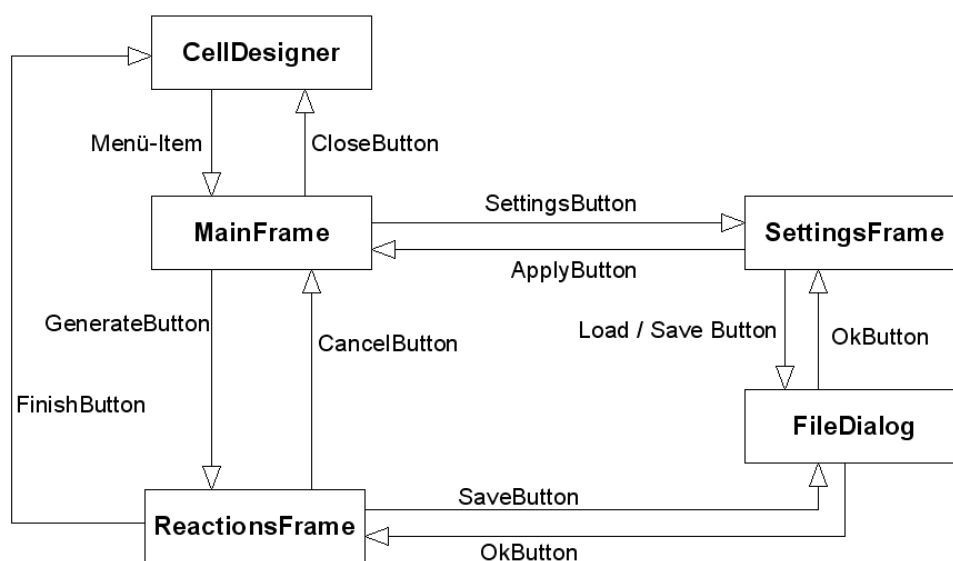 CellDesigner
Menü-Item
CloseButton
MainFrame
SettingsButton
SettingsFrame
ApplyButton
GenerateButton
CancelButton
Load / Save Button
OkButton
FinishButton
FileDialog
SaveButton
ReactionsFrame
OkButton